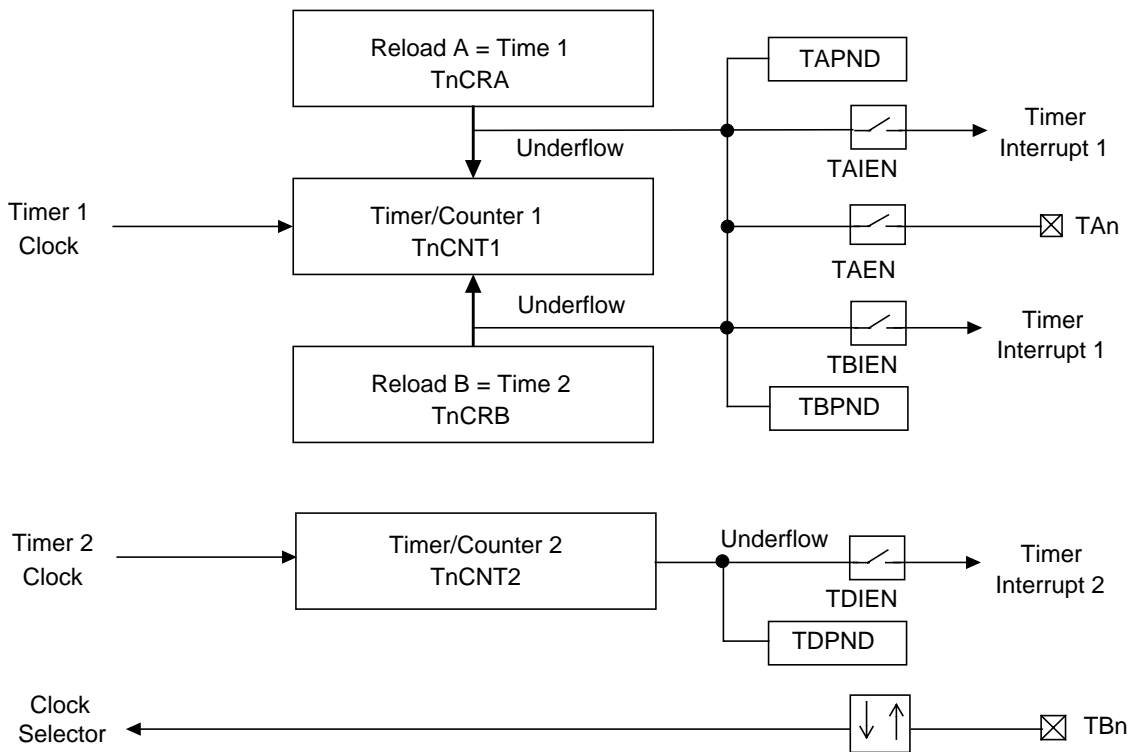 Reload A = Time 1
TnCRA
TAPND
Underflow
TAIEN
Timer
Interrupt 1
Timer 1
Clock
Timer/Counter 1
TnCNT1
TAEN
TAn
Underflow
TBIEN
Timer
Interrupt 1
Reload B = Time 2
TnCRB
TBPND
Timer 2
Clock
Timer/Counter 2
TnCNT2
Underflow
TDIEN
Timer
Interrupt 2
TDPND
Clock
Selector
TBn